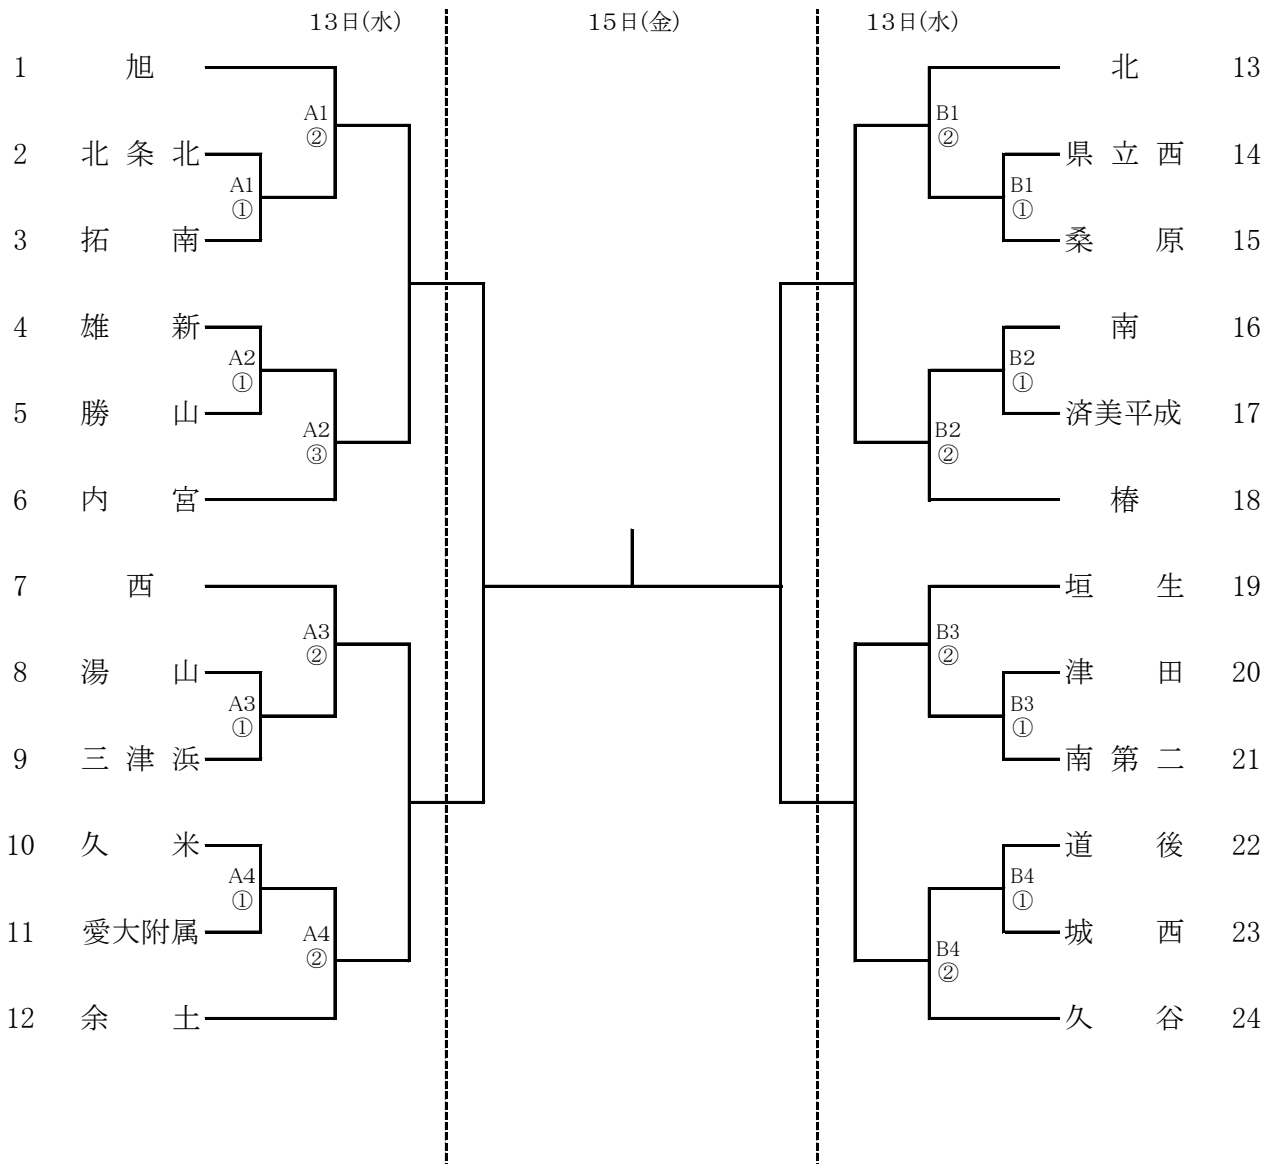 13日(水) 15日(金) 13日(水)
1 旭 北 13
A1 ② B1 ②
2 北条北 県立西 14
A1 ① B1 ①
3 拓南 桑原 15
4 雄新 南 16
A2 ① B2 ①
5 勝山 済美平成 17
A2 ③ B2 ②
6 内宮 椿 18
7 西 垣生 19
A3 ② B3 ②
8 湯山 津田 20
A3 ① B3 ①
9 三津浜 南第二 21
10 久米 道後 22
A4 ① B4 ①
11 愛大附属 城西 23
A4 ② B4 ②
12 余土 久谷 24